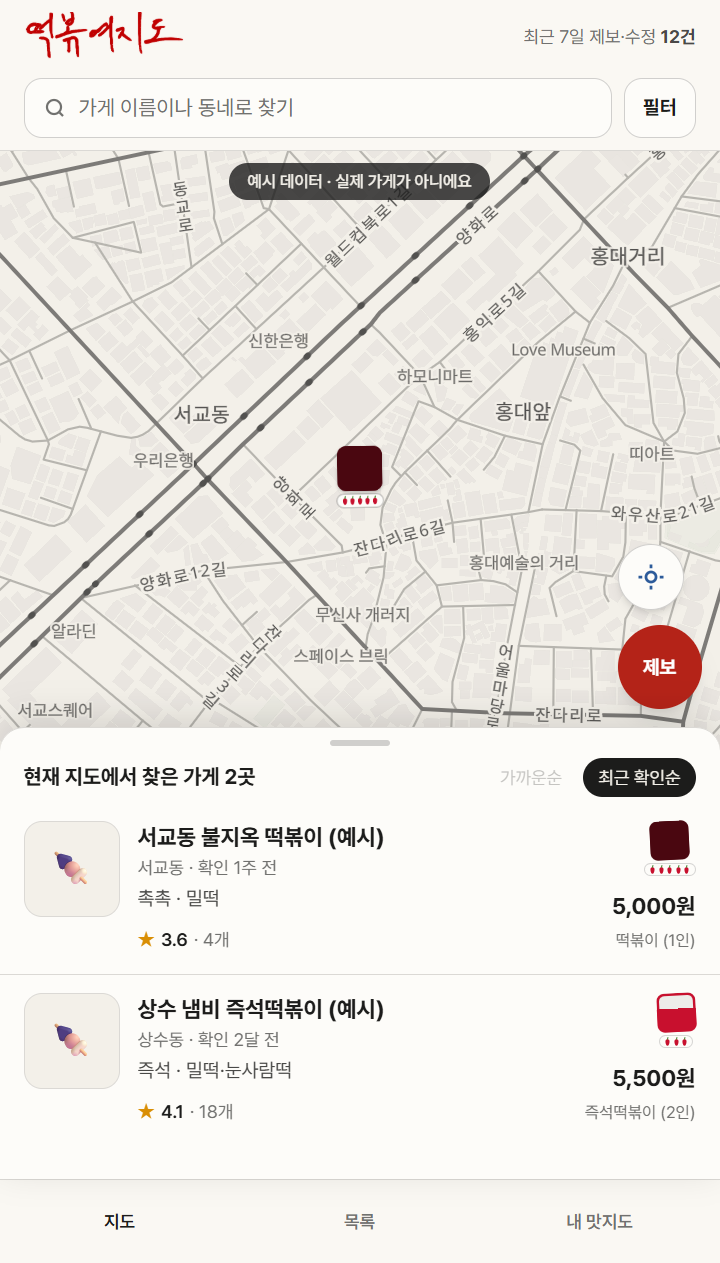 떡볶여지도
최근 7일 제보·수정 12건
가게 이름이나 동네로 찾기
필터
예시 데이터 · 실제 가게가 아니에요
동교로
월드컵북로1길
양화로
홍대거리
홍익로5길
신한은행
Love Museum
하모니마트
서교동
홍대앞
우리은행
띠아트
양화로
와우산로21길
잔다리로6길
홍대예술의 거리
양화로12길
무신사 개러지
알라딘
잔다리로3길
스페이스 브릭
어울마당로
제보
서교스퀘어
잔다리로
현재 지도에서 찾은 가게 2곳
가까운순
최근 확인순
서교동 불지옥 떡볶이 (예시)
서교동 · 확인 1주 전
촉촉 · 밀떡
5,000원
★ 3.6 · 4개
떡볶이 (1인)
상수 냄비 즉석떡볶이 (예시)
상수동 · 확인 2달 전
즉석 · 밀떡·눈사람떡
5,500원
★ 4.1 · 18개
즉석떡볶이 (2인)
지도
목록
내 맛지도